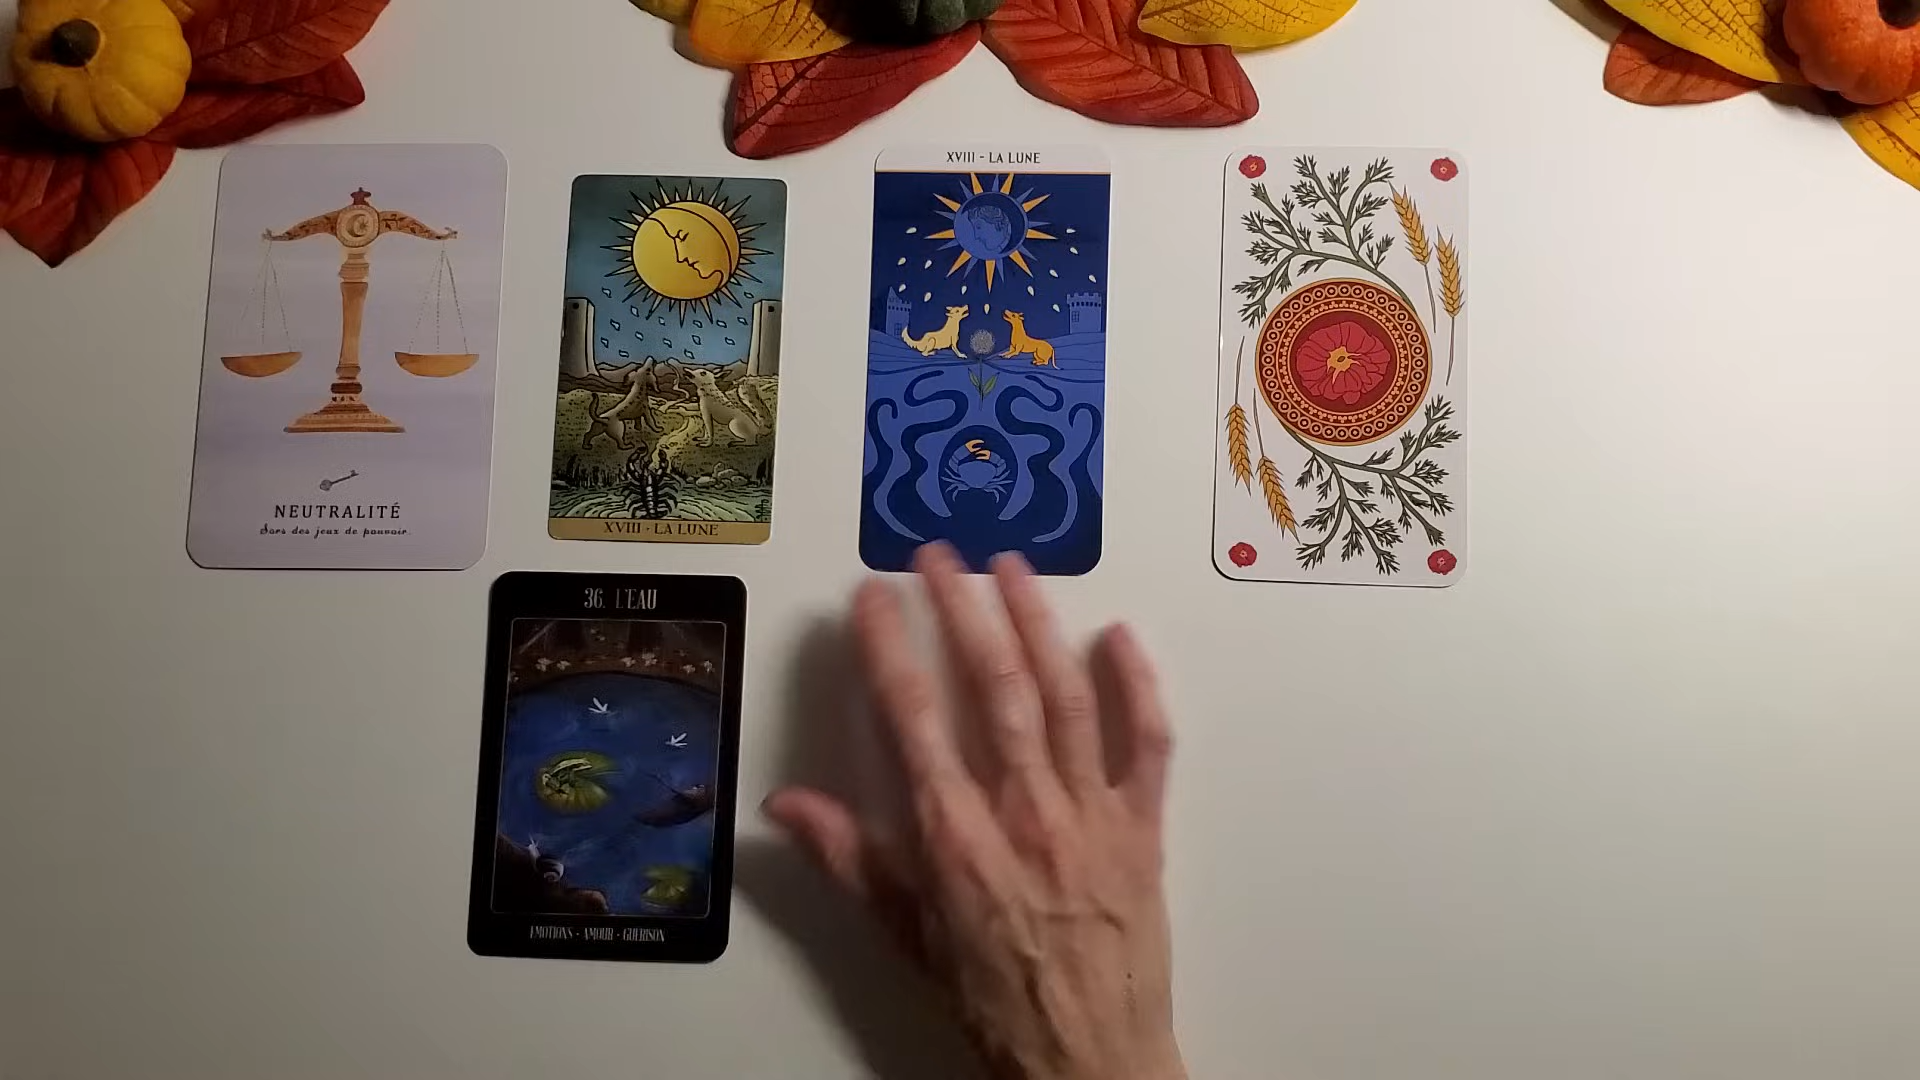 NEUTRALITÉ
Sors des jeux de pouvoir.
XVIII · LA LUNE
XVIII - LA LUNE
36. L'EAU
EMOTIONS - AMOUR - GUERISON